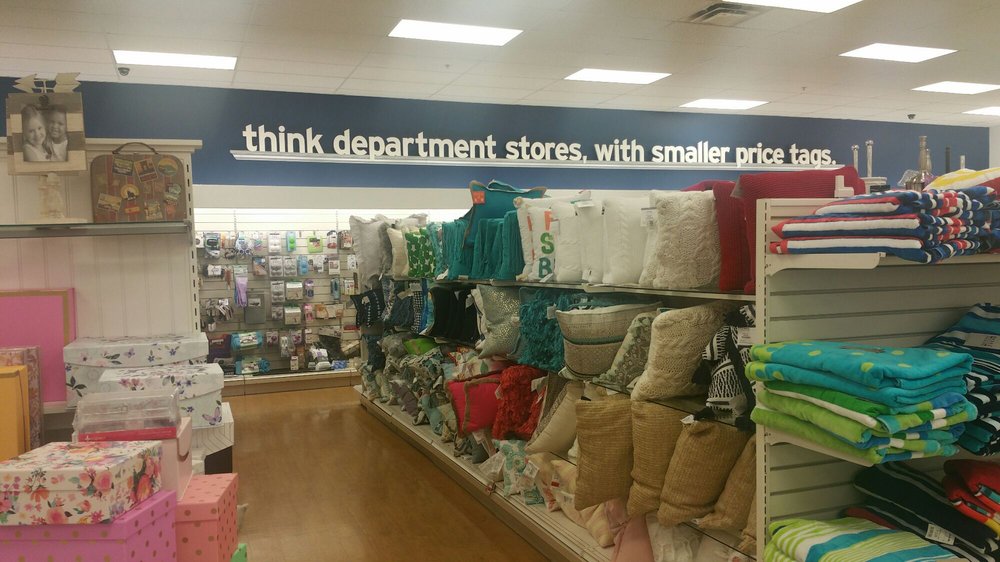 think department stores, with smaller price tags.